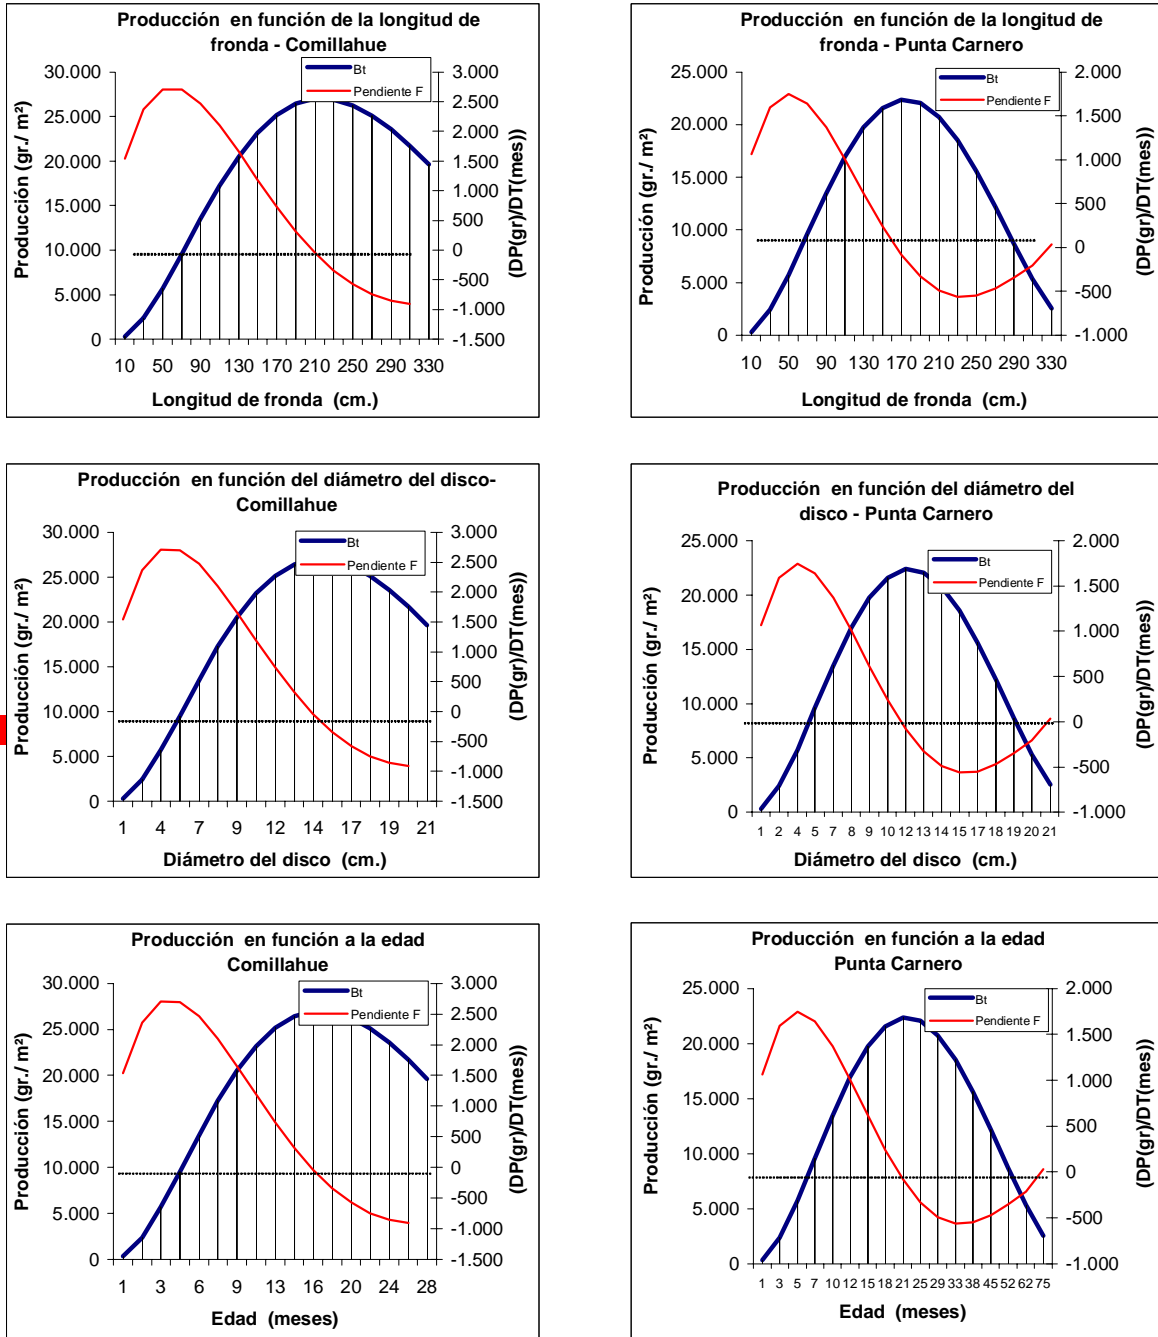 Producción en función de la longitud de
fronda - Comillahue
Bt
Pendiente F
30.000
25.000
20.000
15.000
10.000
5.000
0
3.000
2.500
2.000
1.500
1.000
500
0
-500
-1.000
-1.500
Producción (gr./ m²)
(DP(gr)/DT(mes))
10 50 90 130 170 210 250 290 330
Longitud de fronda (cm.)
Producción en función de la longitud de
fronda - Punta Carnero
Bt
Pendiente F
25.000
20.000
15.000
10.000
5.000
0
2.000
1.500
1.000
500
0
-500
-1.000
Producción (gr./ m²)
(DP(gr)/DT(mes))
10 50 90 130 170 210 250 290 330
Longitud de fronda (cm.)
Producción en función del diámetro del disco-
Comillahue
Bt
Pendiente F
30.000
25.000
20.000
15.000
10.000
5.000
0
3.000
2.500
2.000
1.500
1.000
500
0
-500
-1.000
-1.500
Producción (gr./ m²)
(DP(gr)/DT(mes))
1 4 7 9 12 14 17 19 21
Diámetro del disco (cm.)
Producción en función del diámetro del
disco - Punta Carnero
Bt
Pendiente F
25.000
20.000
15.000
10.000
5.000
0
2.000
1.500
1.000
500
0
-500
-1.000
Producción (gr./ m²)
(DP(gr)/DT(mes))
1 2 4 5 7 8 9 10 12 13 14 15 17 18 19 20 21
Diámetro del disco (cm.)
Producción en función a la edad
Comillahue
Bt
Pendiente F
30.000
25.000
20.000
15.000
10.000
5.000
0
3.000
2.500
2.000
1.500
1.000
500
0
-500
-1.000
-1.500
Producción (gr./ m²)
(DP(gr)/DT(mes))
1 3 6 9 13 16 20 24 28
Edad (meses)
Producción en función a la edad
Punta Carnero
Bt
Pendiente F
25.000
20.000
15.000
10.000
5.000
0
2.000
1.500
1.000
500
0
-500
-1.000
Producción (gr./ m²)
(DP(gr)/DT(mes))
1 3 5 7 10 12 15 18 21 25 29 33 38 45 52 62 75
Edad (meses)